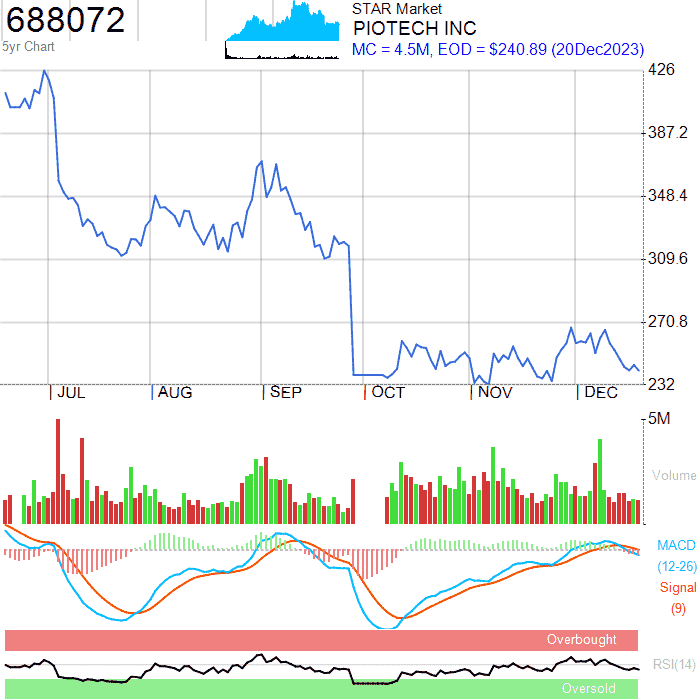 688072
5yr Chart
STAR Market
PIOTECH INC
MC = 4.5M, EOD = $240.89 (20Dec2023)
426
387.2
348.4
309.6
270.8
232
JUL AUG SEP OCT NOV DEC
5M
Volume
MACD
(12-26)
Signal
(9)
Overbought
RSI(14)
Oversold